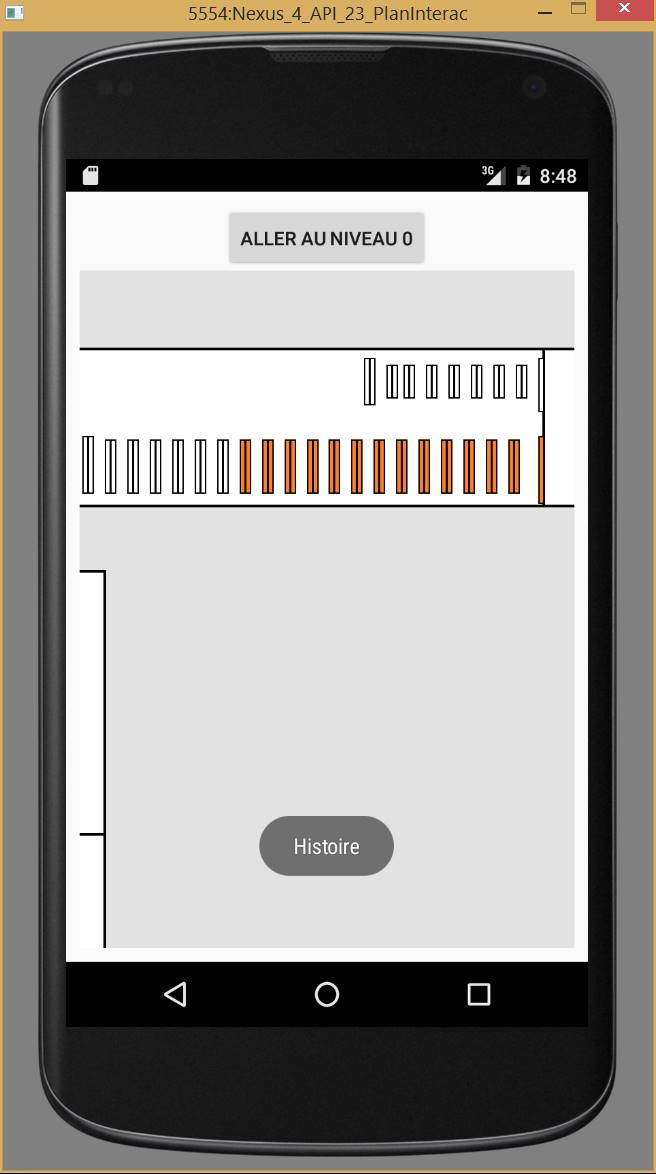 5554:Nexus_4_API_23_PlanInterac
3G 8:48
ALLER AU NIVEAU 0
Histoire